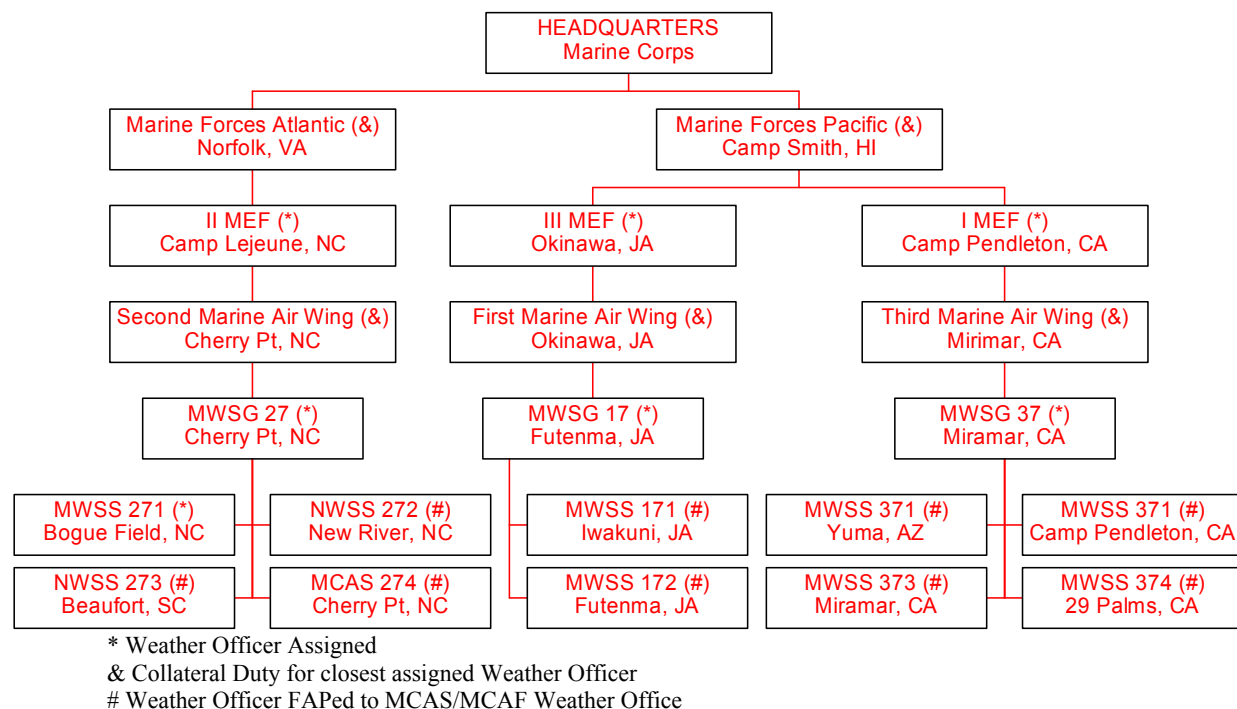 HEADQUARTERS
Marine Corps
Marine Forces Atlantic (&)
Norfolk, VA
Marine Forces Pacific (&)
Camp Smith, HI
II MEF (*)
Camp Lejeune, NC
III MEF (*)
Okinawa, JA
I MEF (*)
Camp Pendleton, CA
Second Marine Air Wing (&)
Cherry Pt, NC
First Marine Air Wing (&)
Okinawa, JA
Third Marine Air Wing (&)
Mirimar, CA
MWSG 27 (*)
Cherry Pt, NC
MWSG 17 (*)
Futenma, JA
MWSG 37 (*)
Miramar, CA
MWSS 271 (*)
Bogue Field, NC
NWSS 272 (#)
New River, NC
MWSS 171 (#)
Iwakuni, JA
MWSS 371 (#)
Yuma, AZ
MWSS 371 (#)
Camp Pendleton, CA
NWSS 273 (#)
Beaufort, SC
MCAS 274 (#)
Cherry Pt, NC
MWSS 172 (#)
Futenma, JA
MWSS 373 (#)
Miramar, CA
MWSS 374 (#)
29 Palms, CA
* Weather Officer Assigned
& Collateral Duty for closest assigned Weather Officer
# Weather Officer FAPed to MCAS/MCAF Weather Office